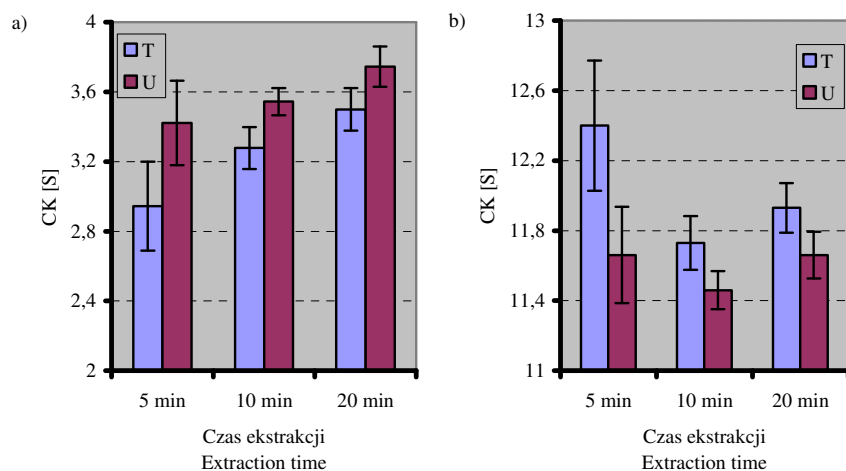 a)
4
3,6
3,2
2,8
2,4
2
CK [S]
T
U
5 min 10 min 20 min
Czas ekstrakcji
Extraction time
b)
13
12,6
12,2
11,8
11,4
11
CK [S]
T
U
5 min 10 min 20 min
Czas ekstrakcji
Extraction time